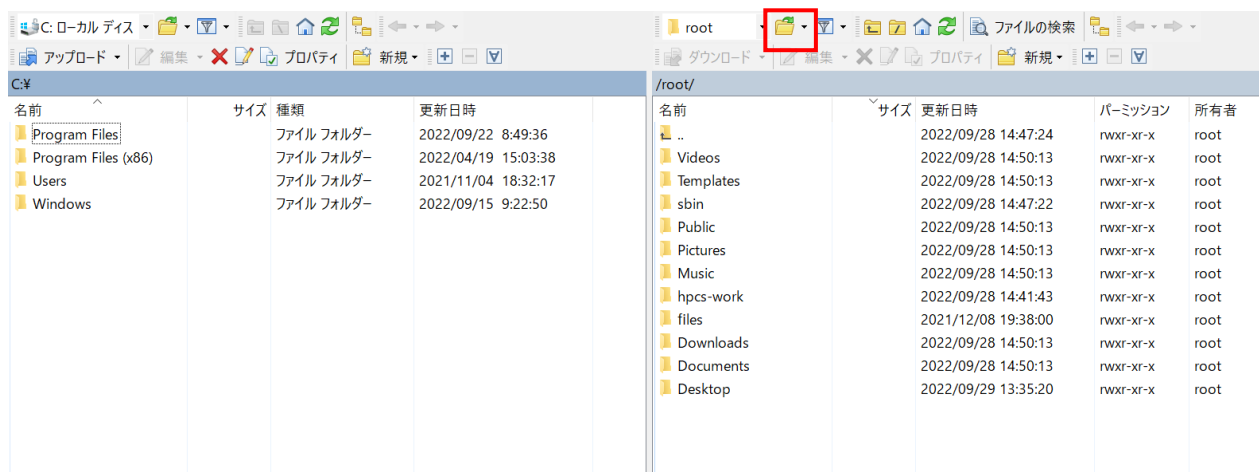 C: ローカル ディス
root
ファイルの検索
アップロード
編集
プロパティ
新規
ダウンロード
編集
プロパティ
新規
C:¥
/root/
名前 サイズ 種類 更新日時
名前 サイズ 更新日時 パーミッション 所有者
Program Files ファイル フォルダー 2022/09/22 8:49:36
Program Files (x86) ファイル フォルダー 2022/04/19 15:03:38
Users ファイル フォルダー 2021/11/04 18:32:17
Windows ファイル フォルダー 2022/09/15 9:22:50
.. 2022/09/28 14:47:24 rwxr-xr-x root
Videos 2022/09/28 14:50:13 rwxr-xr-x root
Templates 2022/09/28 14:50:13 rwxr-xr-x root
sbin 2022/09/28 14:47:22 rwxr-xr-x root
Public 2022/09/28 14:50:13 rwxr-xr-x root
Pictures 2022/09/28 14:50:13 rwxr-xr-x root
Music 2022/09/28 14:50:13 rwxr-xr-x root
hpcs-work 2022/09/28 14:41:43 rwxr-xr-x root
files 2021/12/08 19:38:00 rwxr-xr-x root
Downloads 2022/09/28 14:50:13 rwxr-xr-x root
Documents 2022/09/28 14:50:13 rwxr-xr-x root
Desktop 2022/09/29 13:35:20 rwxr-xr-x root